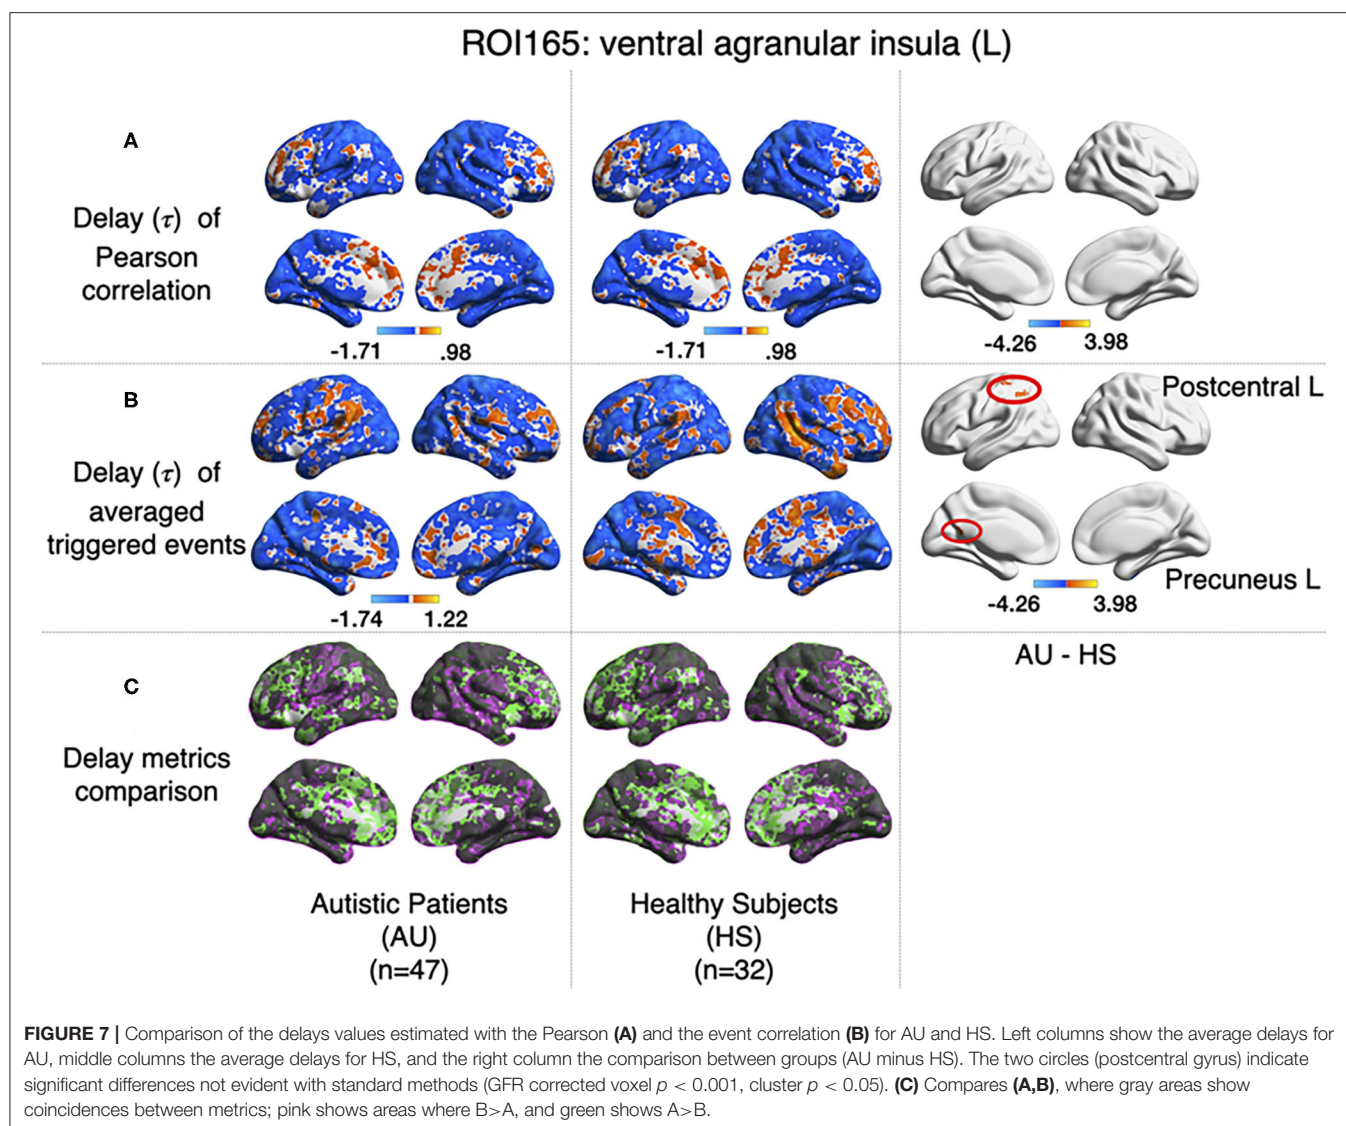 ROI165: ventral agranular insula (L)
A
Delay (τ) of
Pearson
correlation
-1.71 .98
-1.71 .98
-4.26 3.98
B
Delay (τ) of
averaged
triggered events
-1.74 1.22
Postcentral L
Precuneus L
-4.26 3.98
AU - HS
C
Delay metrics
comparison
Autistic Patients
(AU)
(n=47)
Healthy Subjects
(HS)
(n=32)
FIGURE 7 | Comparison of the delays values estimated with the Pearson (A) and the event correlation (B) for AU and HS. Left columns show the average delays for
AU, middle columns the average delays for HS, and the right column the comparison between groups (AU minus HS). The two circles (postcentral gyrus) indicate
significant differences not evident with standard methods (GFR corrected voxel p < 0.001, cluster p < 0.05). (C) Compares (A,B), where gray areas show
coincidences between metrics; pink shows areas where B>A, and green shows A>B.